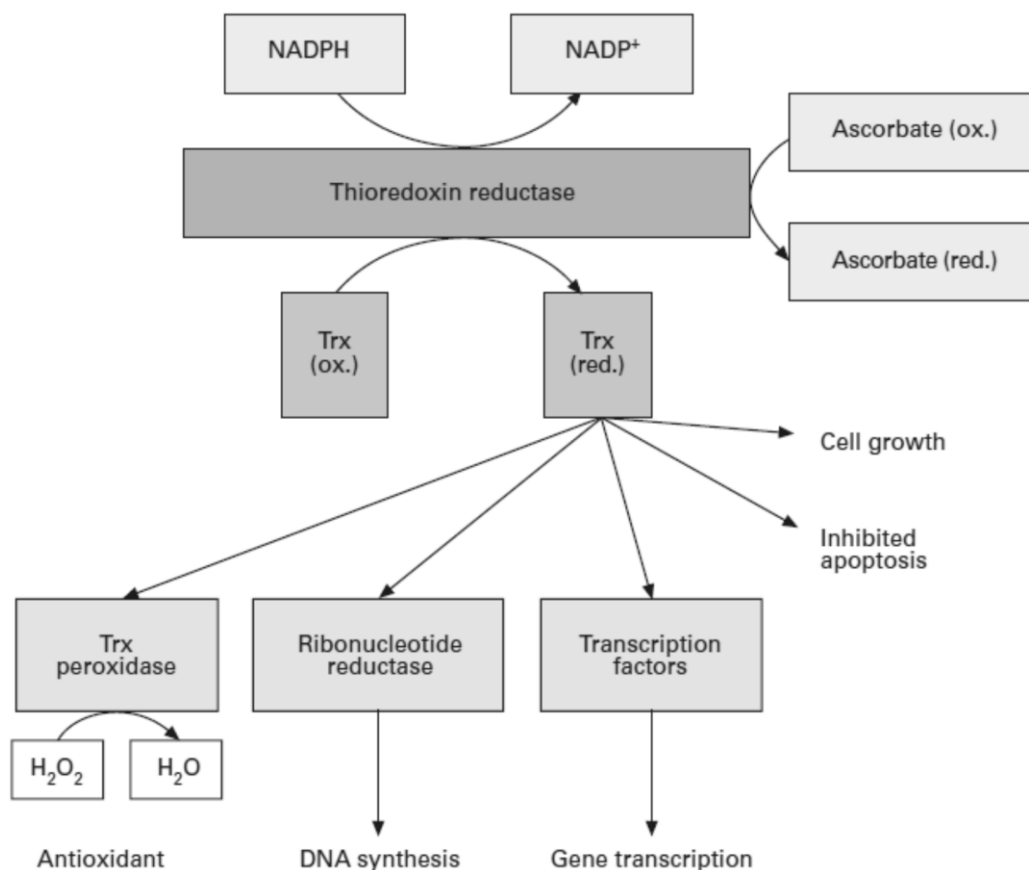 NADPH
NADP⁺
Ascorbate (ox.)
Thioredoxin reductase
Ascorbate (red.)
Trx
(ox.)
Trx
(red.)
Cell growth
Inhibited
apoptosis
Trx
peroxidase
Ribonucleotide
reductase
Transcription
factors
H₂O₂
H₂O
Antioxidant
DNA synthesis
Gene transcription